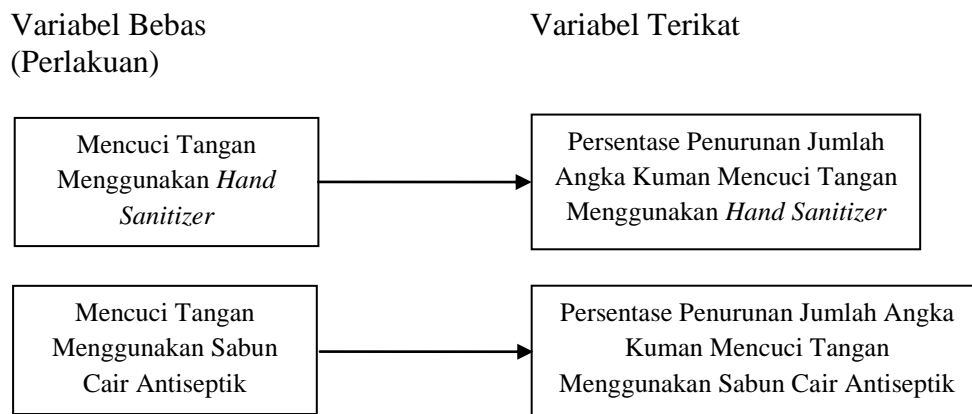 Variabel Bebas
(Perlakuan)
Variabel Terikat
Mencuci Tangan
Menggunakan Hand
Sanitizer
Persentase Penurunan Jumlah
Angka Kuman Mencuci Tangan
Menggunakan Hand Sanitizer
Mencuci Tangan
Menggunakan Sabun
Cair Antiseptik
Persentase Penurunan Jumlah Angka
Kuman Mencuci Tangan
Menggunakan Sabun Cair Antiseptik